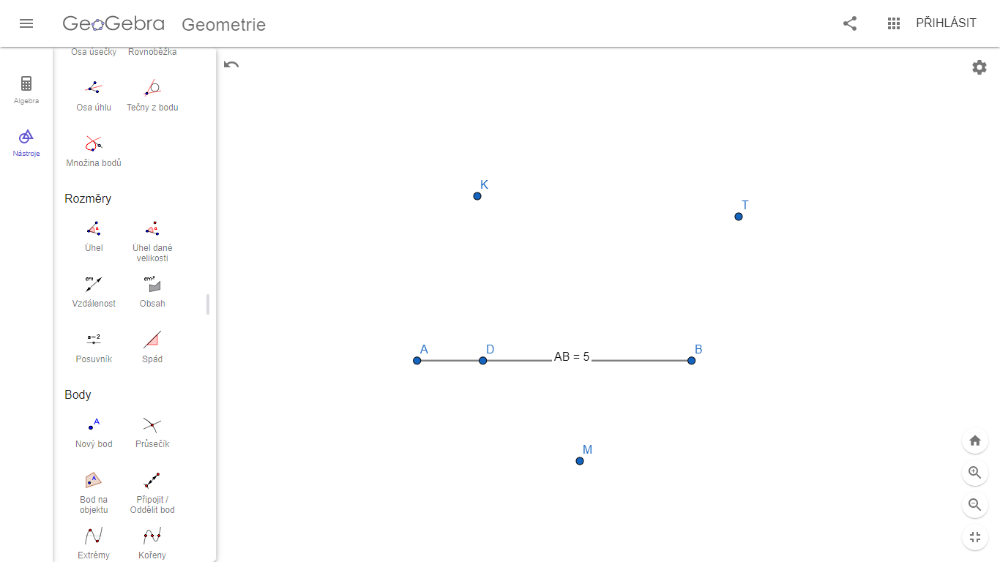 GeoGebra Geometrie PŘIHLÁSIT
Algebra
Nástroje
Osa úsečky Rovnoběžka
Osa úhlu Tečny z bodu
Množina bodů
Rozměry
α α
Úhel Úhel dané
velikosti
cm cm²
Vzdálenost Obsah
a=2
Posuvník Spád
Body
A
Nový bod Průsečík
A
Bod na Připojit /
objektu Oddělit bod
Extrémy Kořeny
K
T
A D B
AB = 5
M